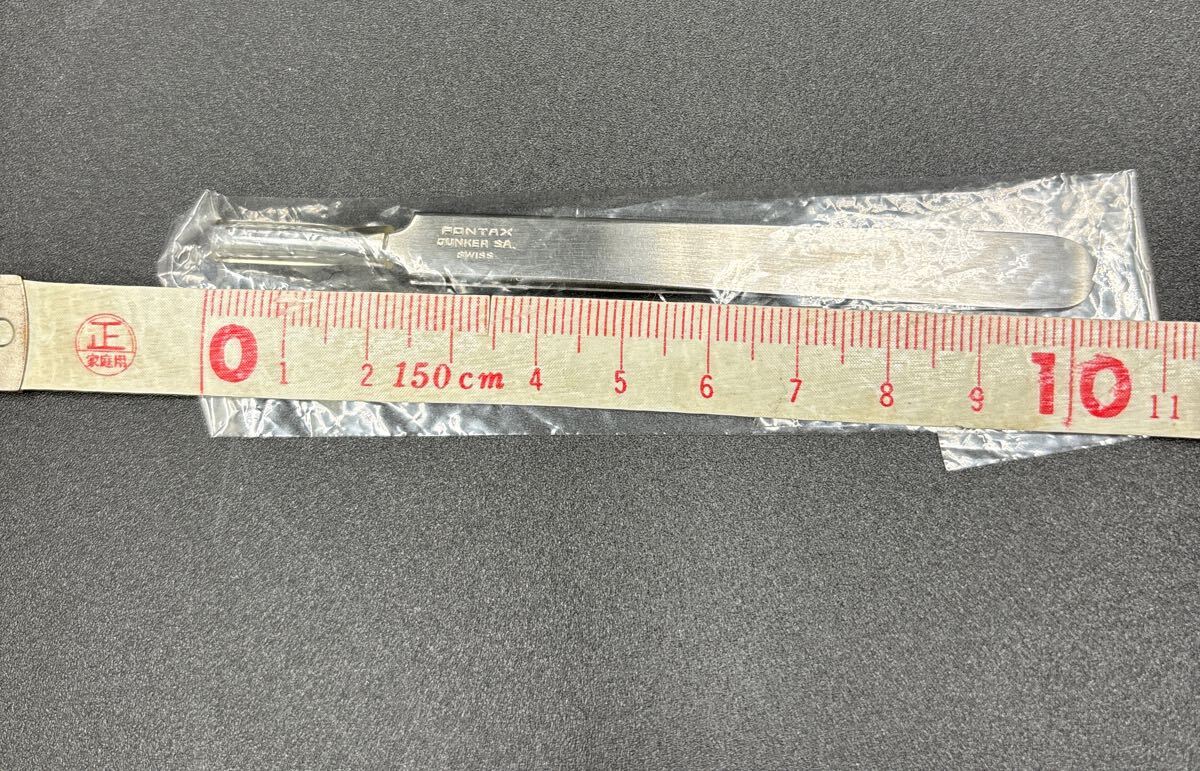 FONTAX
JUNKER SA.
SWISS
正
家庭用
0 1 2 150cm 4 5 6 7 8 9 10 11